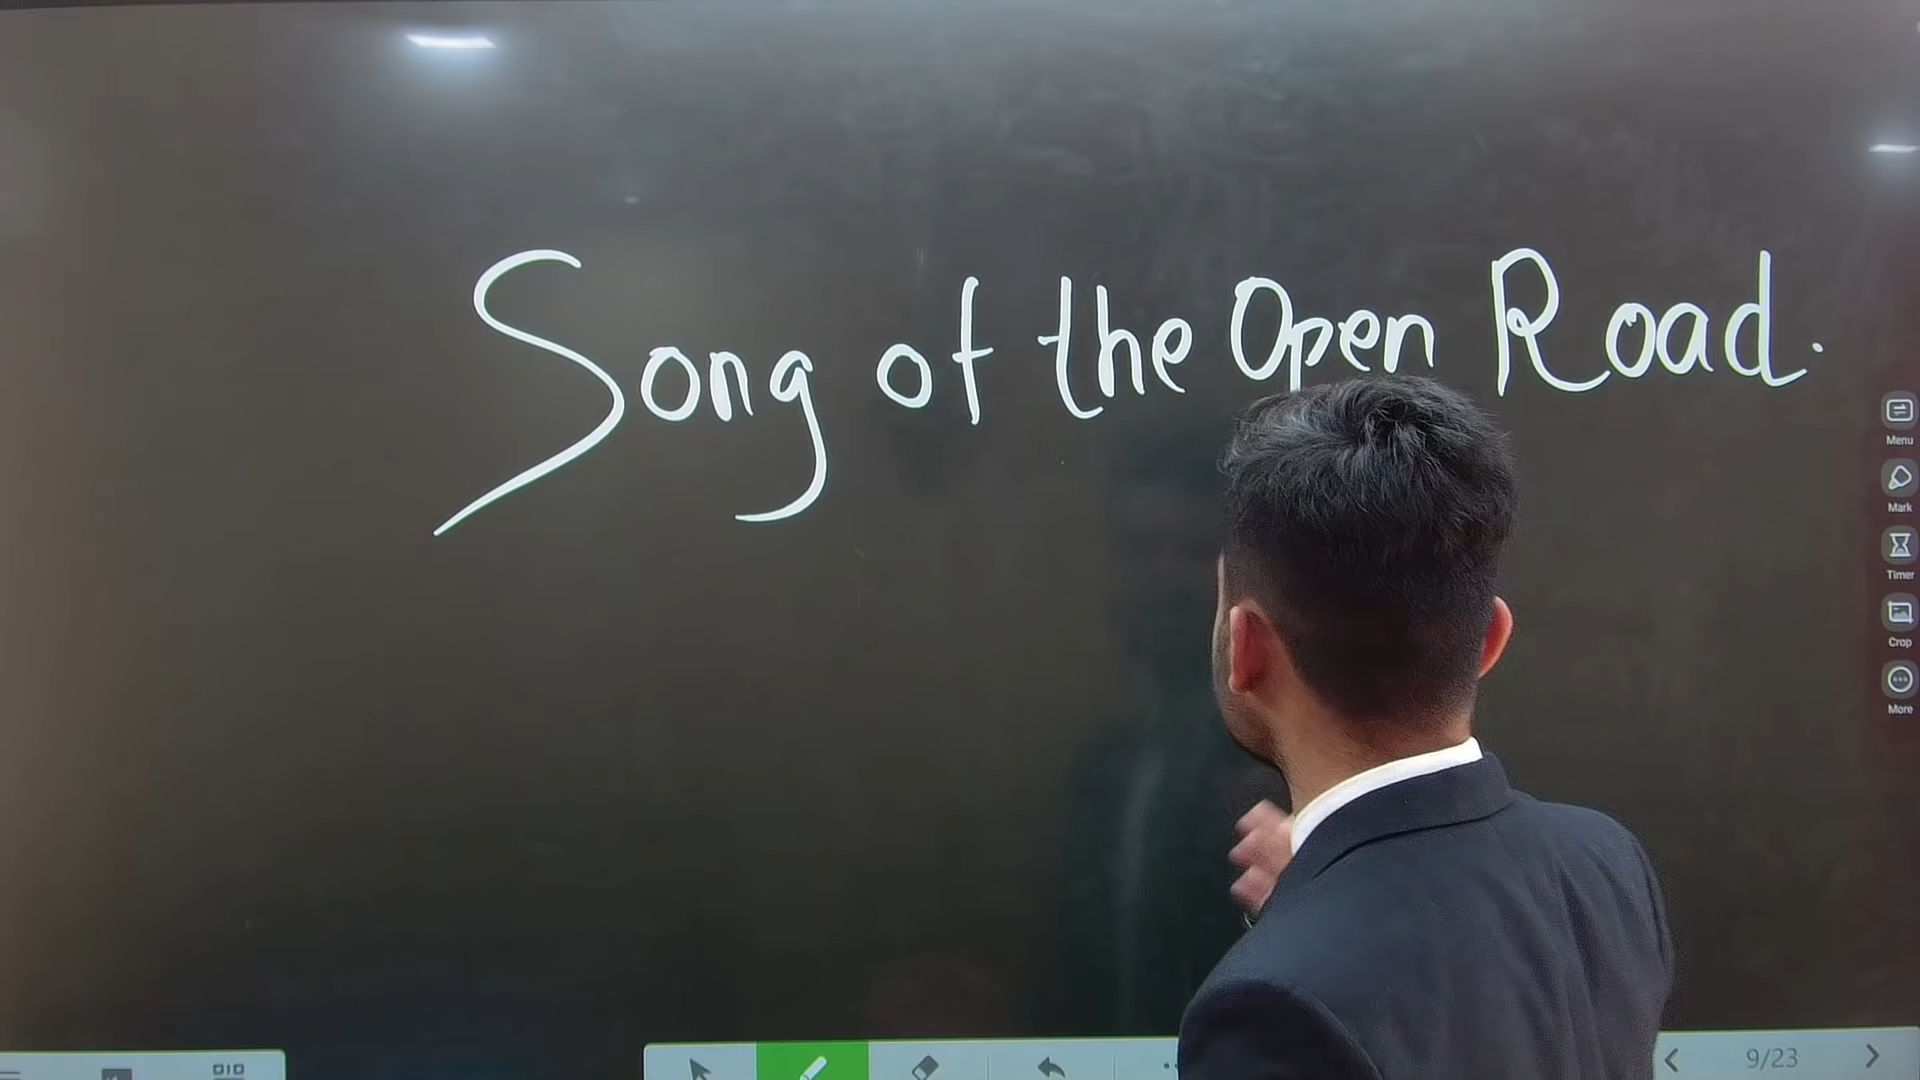 Song of the Open Road.
Menu
Mark
Timer
Crop
More
9/23